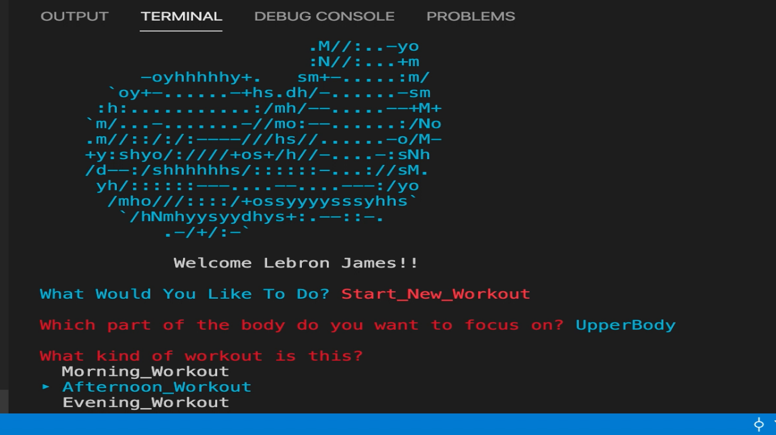 OUTPUT TERMINAL DEBUG CONSOLE PROBLEMS
.M//:..—yo
:N//:...+m
—oyhhhhhy+. sm+—.....:m/
`oy+—......—+hs.dh/—......—sm
:h:...........:/mh/——.....——+M+
`m/...—.......—//mo:——......:/No
.m//::/:/:————///hs//......—o/M—
+y:shyo/:////+os+/h//—....—:sNh
/d——:/shhhhhhs/::::::—...://sM.
yh/::::::———....——....———:/yo
/mho///::::/+ossyyyysssyhhs`
`/hNmhyysyydhys+:.——::—.
.—/+/:—`
Welcome Lebron James!!
What Would You Like To Do? Start_New_Workout
Which part of the body do you want to focus on? UpperBody
What kind of workout is this?
Morning_Workout
▸ Afternoon_Workout
Evening_Workout